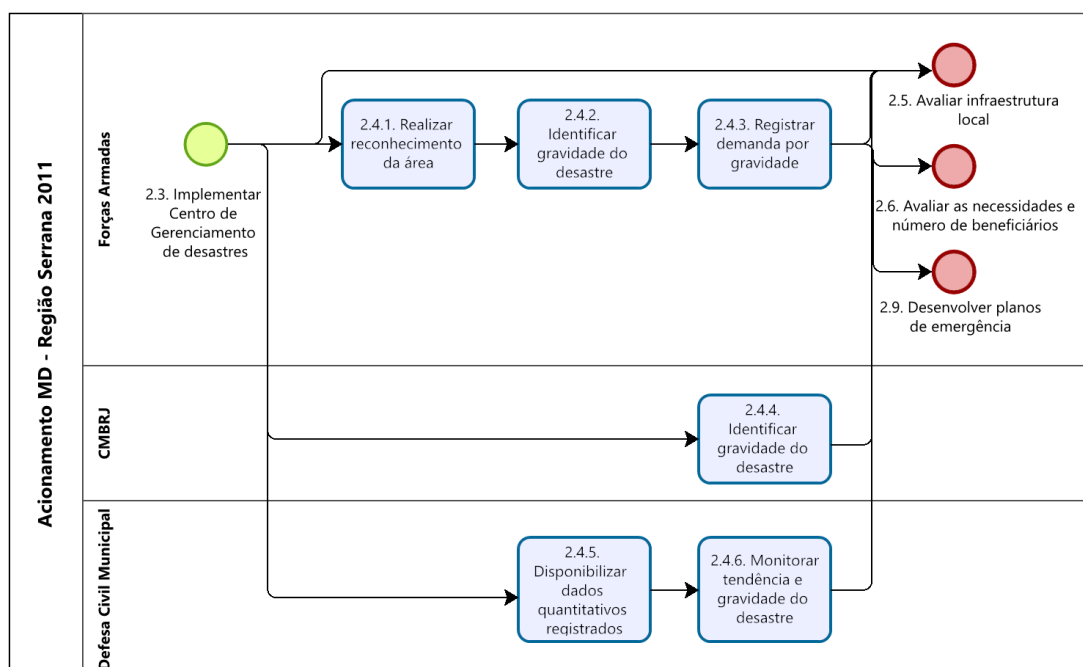 Acionamento MD - Região Serrana 2011
Forças Armadas
2.3. Implementar
Centro de
Gerenciamento
de desastres
2.4.1. Realizar
reconhecimento
da área
2.4.2.
Identificar
gravidade do
desastre
2.4.3. Registrar
demanda por
gravidade
2.5. Avaliar infraestrutura
local
2.6. Avaliar as necessidades e
número de beneficiários
2.9. Desenvolver planos
de emergência
CMBRJ
2.4.4.
Identificar
gravidade do
desastre
Defesa Civil Municipal
2.4.5.
Disponibilizar
dados
quantitativos
registrados
2.4.6. Monitorar
tendência e
gravidade do
desastre